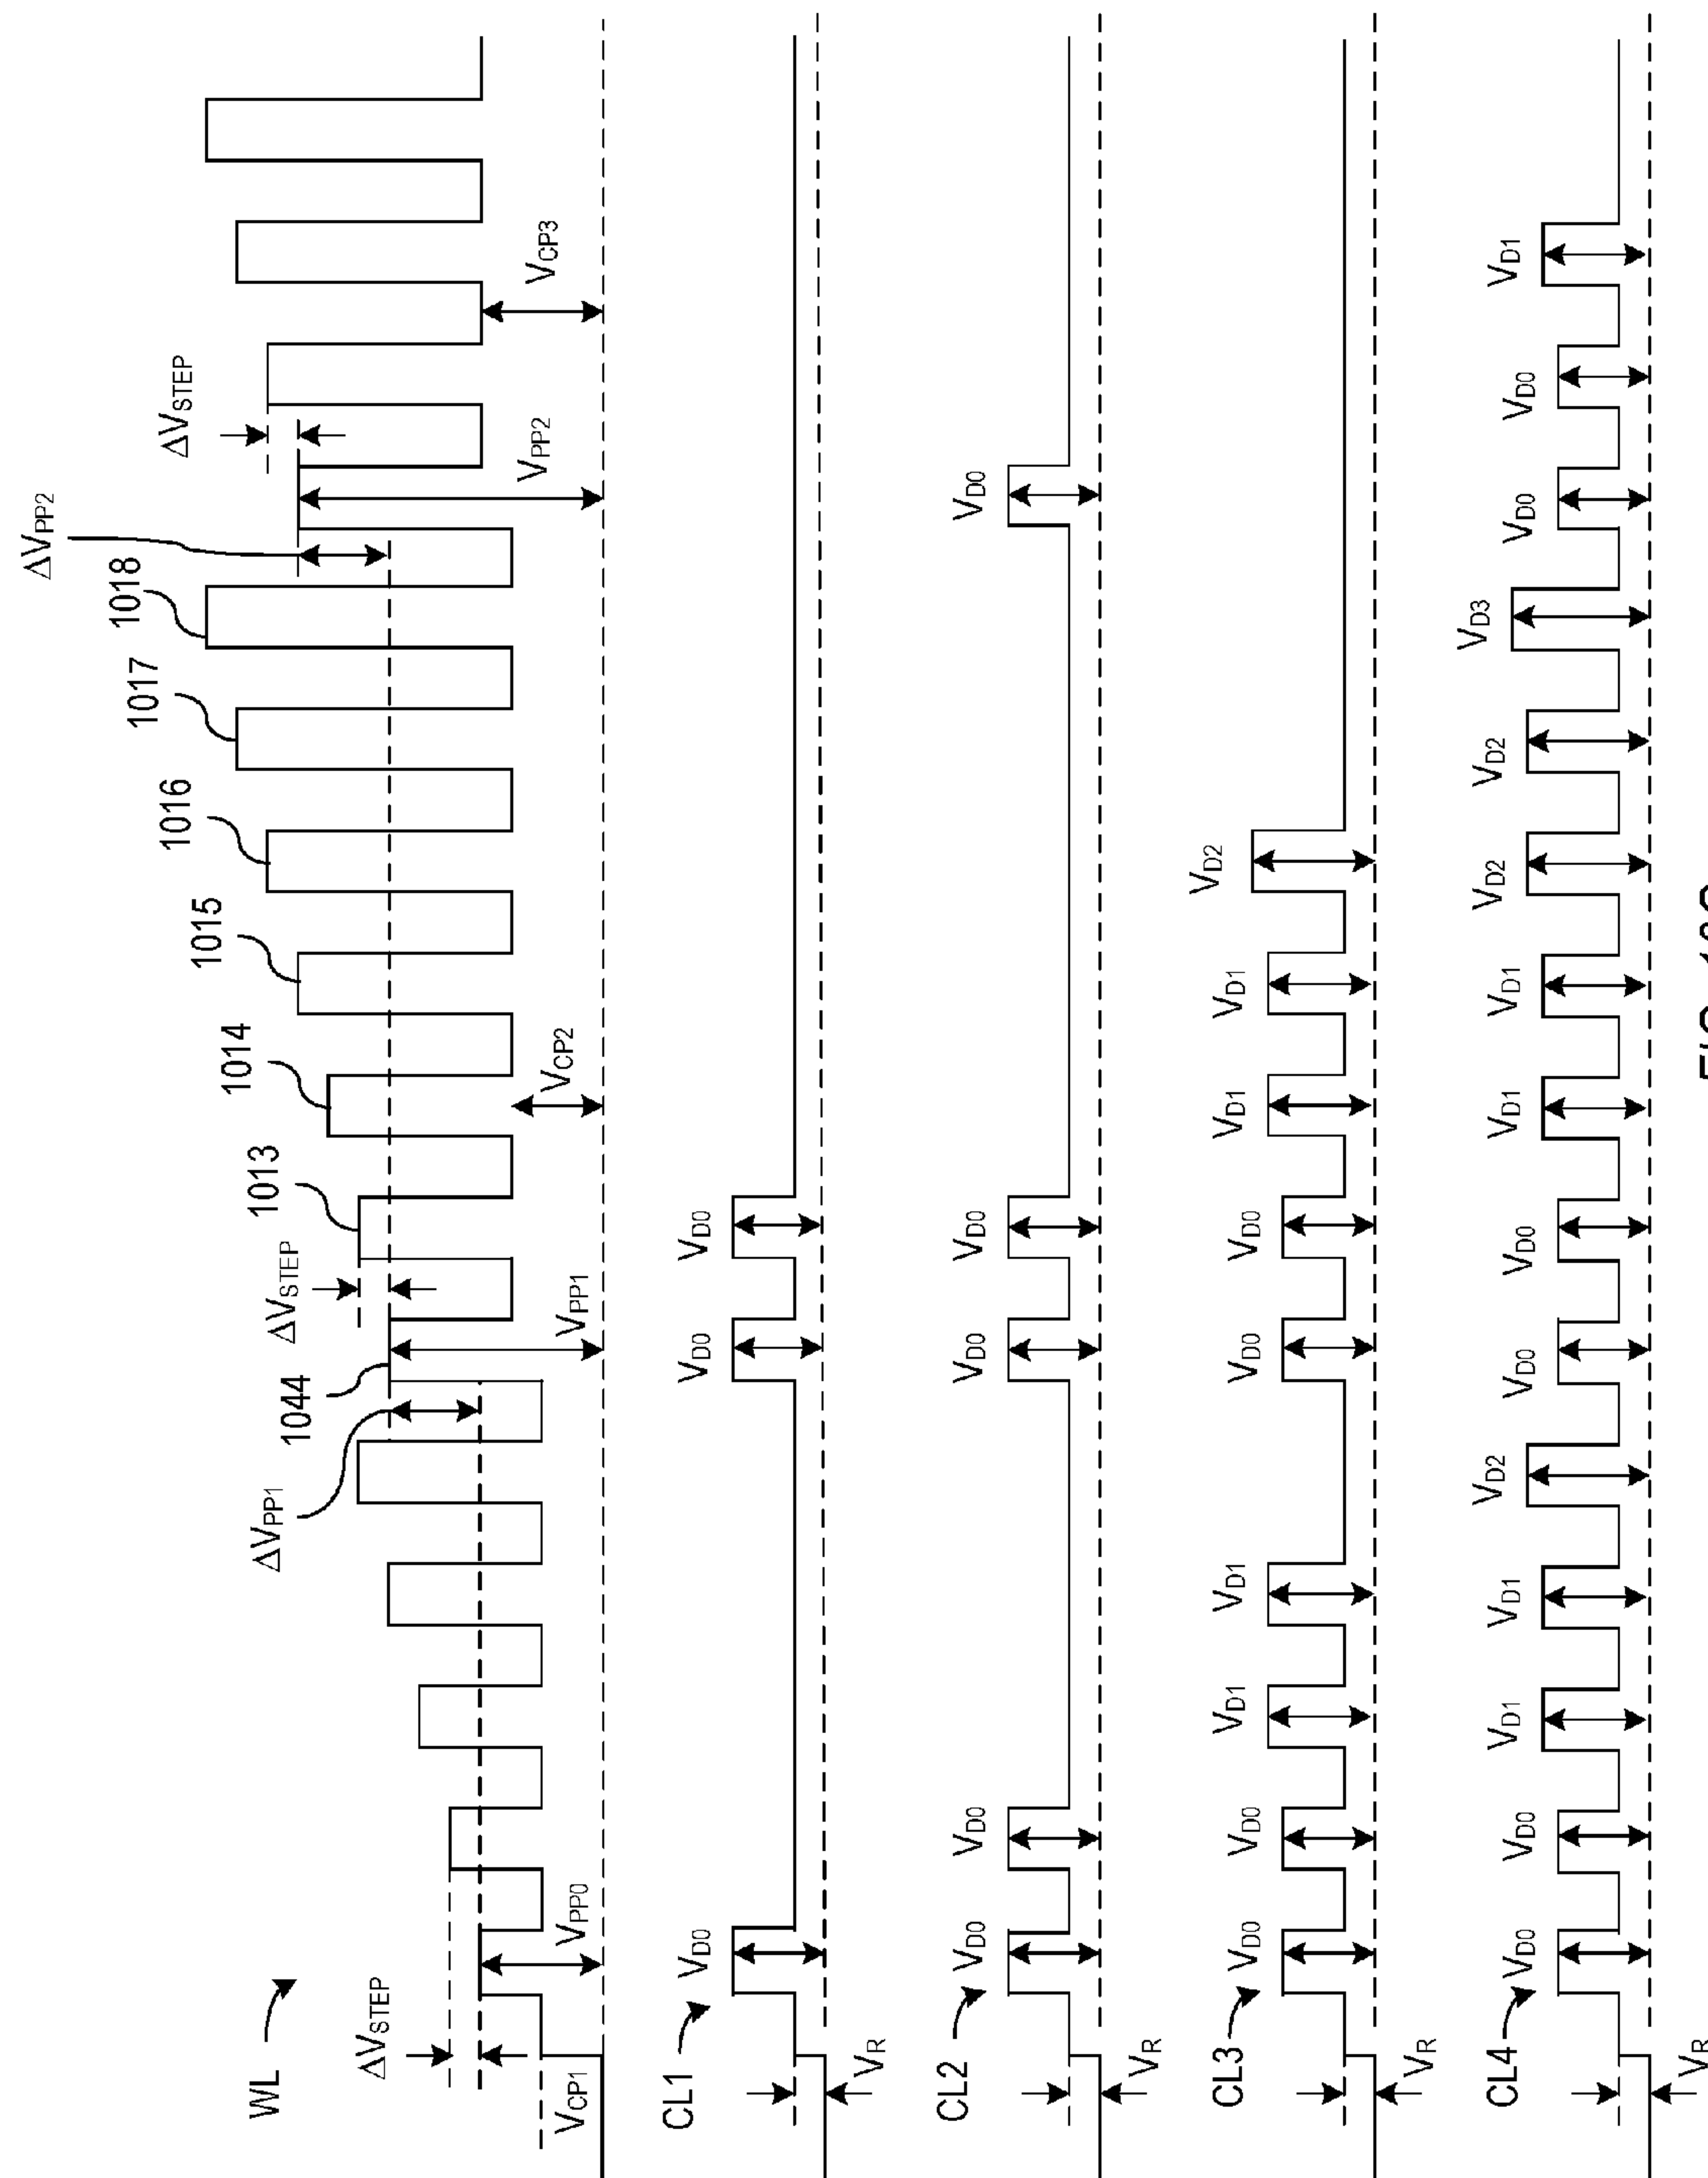 WL
ΔVSTEP
VCP1
VPP0
ΔVPP1
1044
VPP1
ΔVSTEP
1013
1014
VCP2
1015
1016
1017
1018
ΔVPP2
VPP2
ΔVSTEP
VCP3
CL1
VR
VD0 VD0 VD0
CL2
VR
VD0 VD0 VD0 VD0 VD0
CL3
VR
VD0 VD0 VD1 VD1 VD0 VD0 VD1 VD1 VD2
CL4
VR
VD0 VD0 VD1 VD1 VD2 VD0 VD0 VD1 VD1 VD2 VD2 VD3 VD0 VD0 VD1